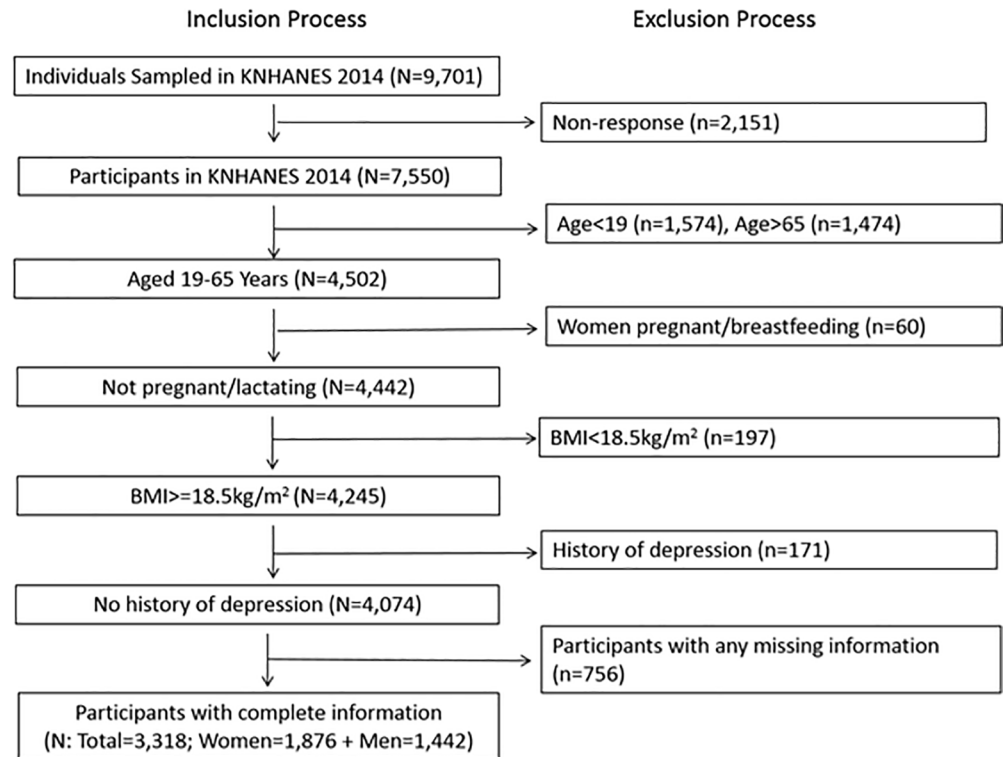 Inclusion Process
Exclusion Process
Individuals Sampled in KNHANES 2014 (N=9,701)
Non-response (n=2,151)
Participants in KNHANES 2014 (N=7,550)
Age<19 (n=1,574), Age>65 (n=1,474)
Aged 19-65 Years (N=4,502)
Women pregnant/breastfeeding (n=60)
Not pregnant/lactating (N=4,442)
BMI<18.5kg/m² (n=197)
BMI>=18.5kg/m² (N=4,245)
History of depression (n=171)
No history of depression (N=4,074)
Participants with any missing information
(n=756)
Participants with complete information
(N: Total=3,318; Women=1,876 + Men=1,442)